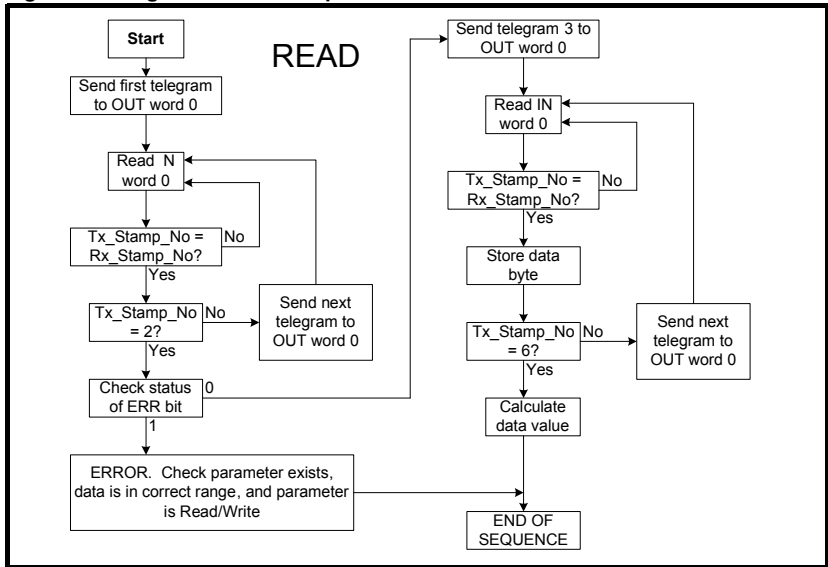 Start
READ
Send first telegram
to OUT word 0
Read N
word 0
Tx_Stamp_No =
Rx_Stamp_No?
No
Yes
Tx_Stamp_No
= 2?
No
Yes
Send next
telegram to
OUT word 0
Check status
of ERR bit
0
1
ERROR. Check parameter exists,
data is in correct range, and parameter
is Read/Write
Send telegram 3 to
OUT word 0
Read IN
word 0
Tx_Stamp_No =
Rx_Stamp_No?
No
Yes
Store data
byte
Tx_Stamp_No
= 6?
No
Yes
Send next
telegram to
OUT word 0
Calculate
data value
END OF
SEQUENCE